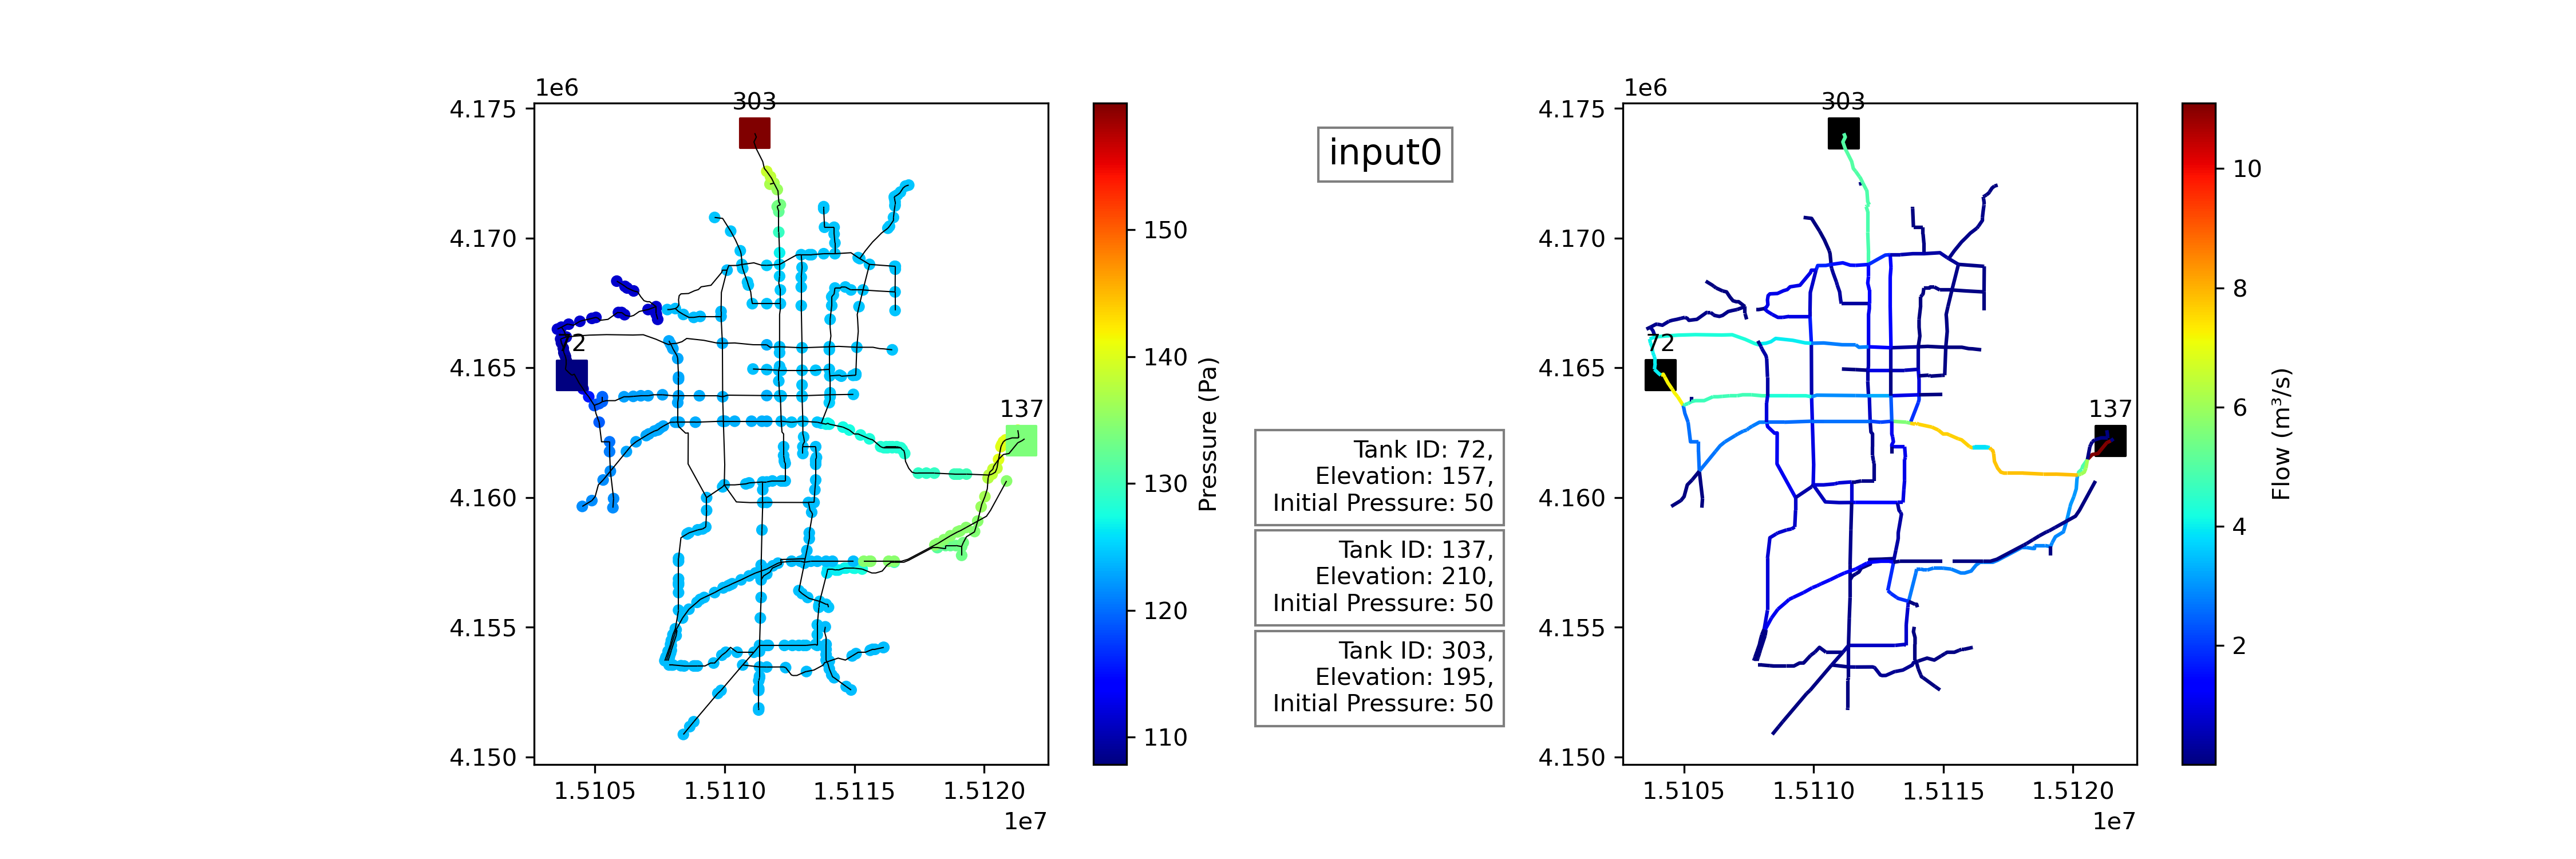 1e6
303
4.175
4.170
4.165
4.160
4.155
4.150
2
137
1.5105 1.5110 1.5115 1.5120
1e7
150
140
130
120
110
Pressure (Pa)
input0
Tank ID: 72,
Elevation: 157,
Initial Pressure: 50
Tank ID: 137,
Elevation: 210,
Initial Pressure: 50
Tank ID: 303,
Elevation: 195,
Initial Pressure: 50
1e6
303
4.175
4.170
4.165
4.160
4.155
4.150
72
137
1.5105 1.5110 1.5115 1.5120
1e7
10
8
6
4
2
Flow (m³/s)